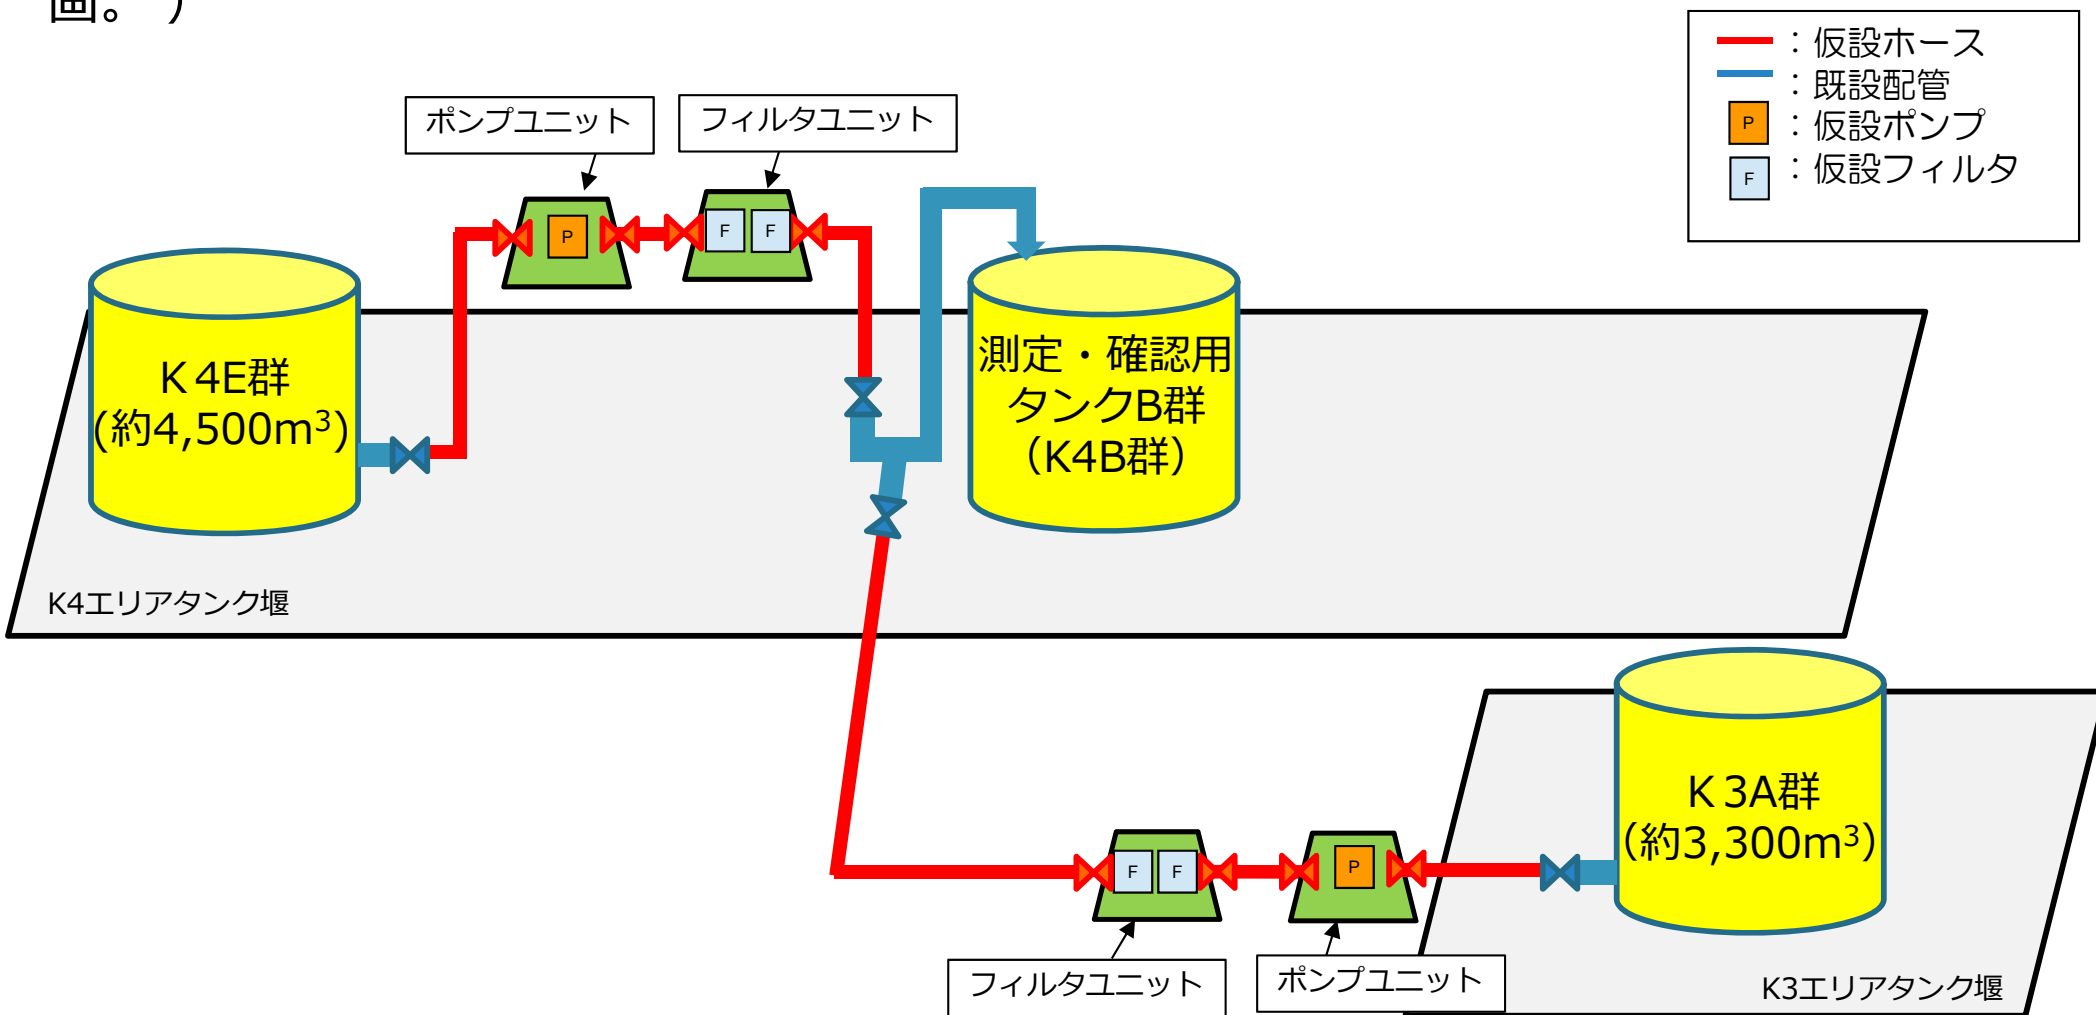 画。)
：仮設ホース
：既設配管
P ：仮設ポンプ
F ：仮設フィルタ
ポンプユニット
フィルタユニット
P
F F
K4E群
(約4,500m³)
測定・確認用
タンクB群
（K4B群）
K4エリアタンク堰
K3A群
(約3,300m³)
F F
P
フィルタユニット
ポンプユニット
K3エリアタンク堰